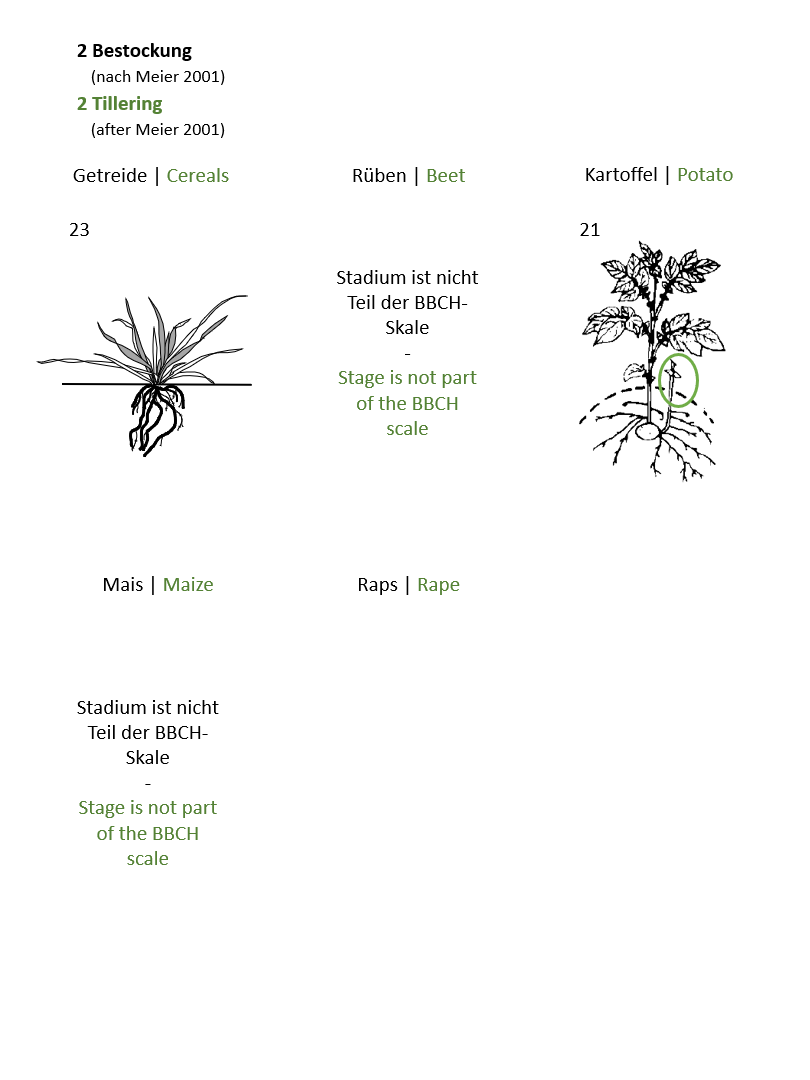 2 Bestockung
(nach Meier 2001)
2 Tillering
(after Meier 2001)
Getreide | Cereals
Rüben | Beet
Kartoffel | Potato
23
Stadium ist nicht
Teil der BBCH-
Skale
-
Stage is not part
of the BBCH
scale
21
Mais | Maize
Raps | Rape
Stadium ist nicht
Teil der BBCH-
Skale
-
Stage is not part
of the BBCH
scale